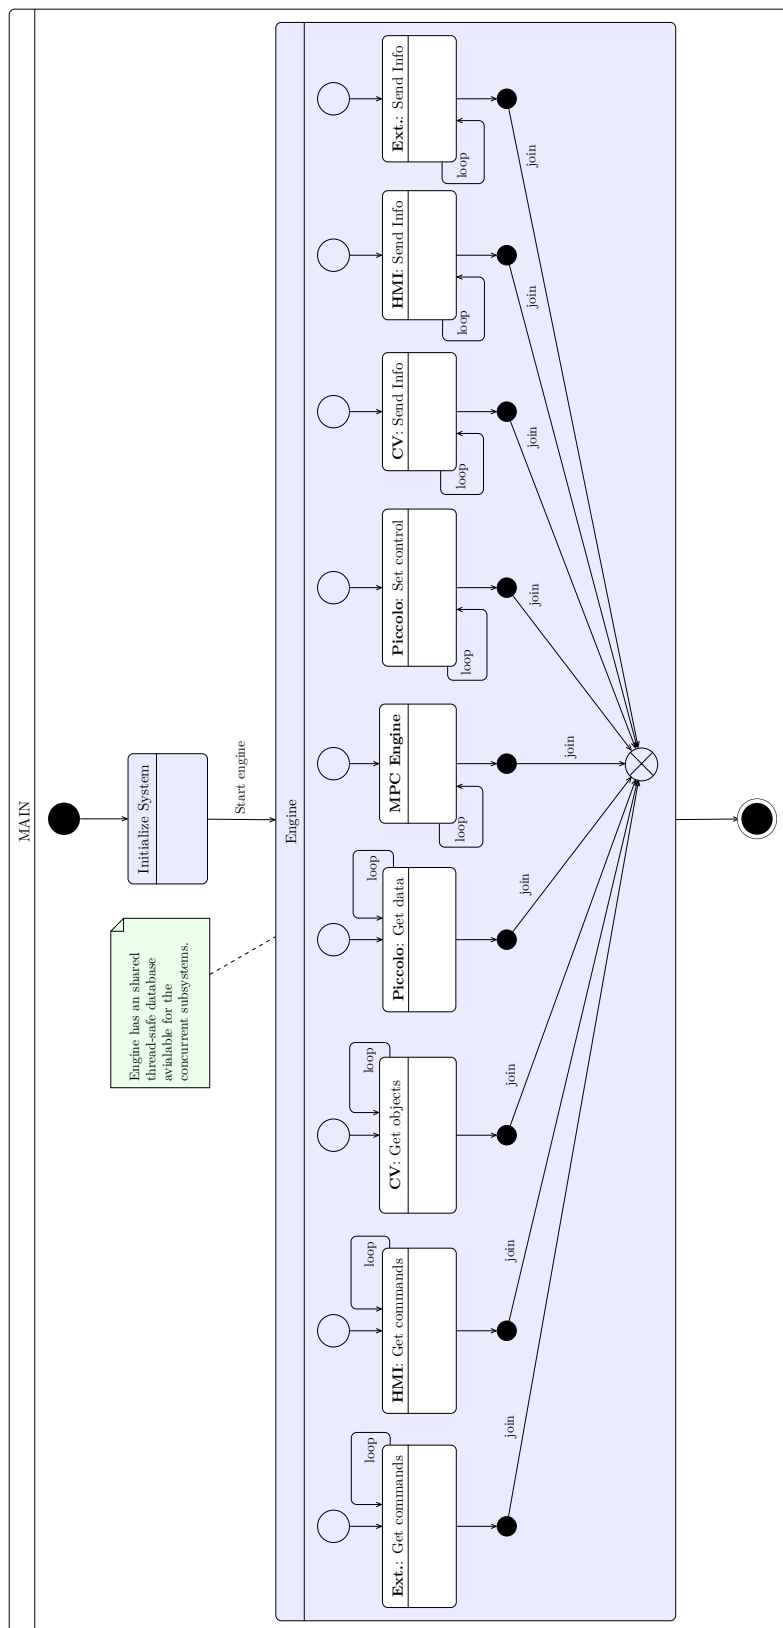 MAIN
Initialize System
Engine has an shared
thread-safe database
avialable for the
concurrent subsystems.
Start engine
Engine
Ext.: Get commands
loop
join
HMI: Get commands
loop
join
CV: Get objects
loop
join
Piccolo: Get data
loop
join
MPC Engine
loop
join
Piccolo: Set control
loop
join
CV: Send Info
loop
join
HMI: Send Info
loop
join
Ext.: Send Info
loop
join